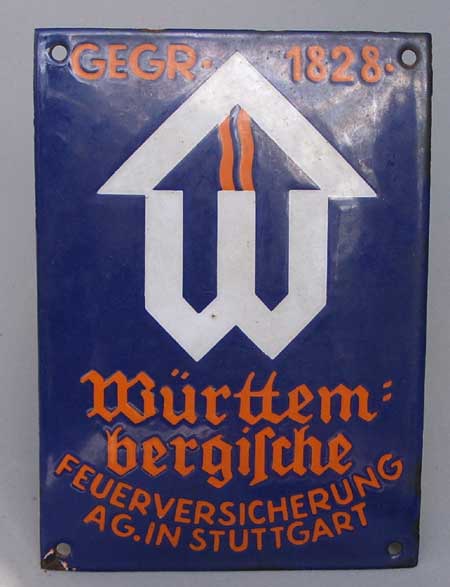 GEGR· 1828·
W
Württem=
bergiſche
FEUERVERSICHERUNG
AG. IN STUTTGART